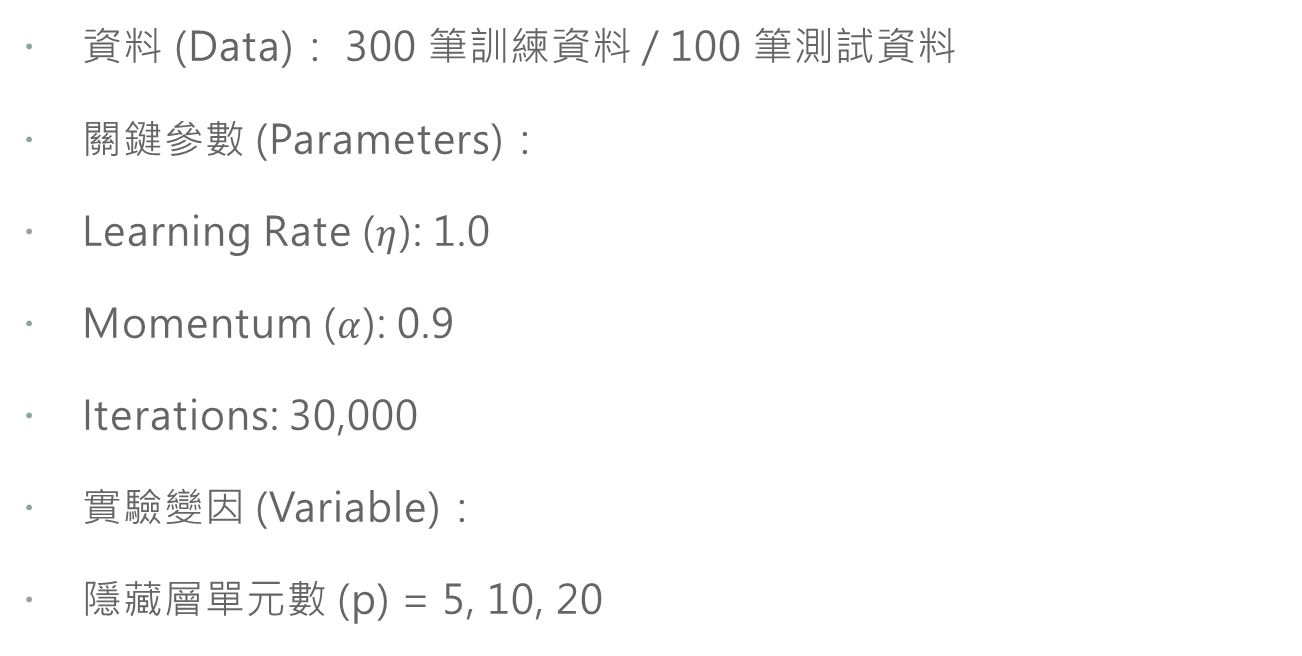 · 資料 (Data)： 300 筆訓練資料 / 100 筆測試資料
· 關鍵參數 (Parameters)：
· Learning Rate (𝜂): 1.0
· Momentum (𝛼): 0.9
· Iterations: 30,000
· 實驗變因 (Variable)：
· 隱藏層單元數 (p) = 5, 10, 20